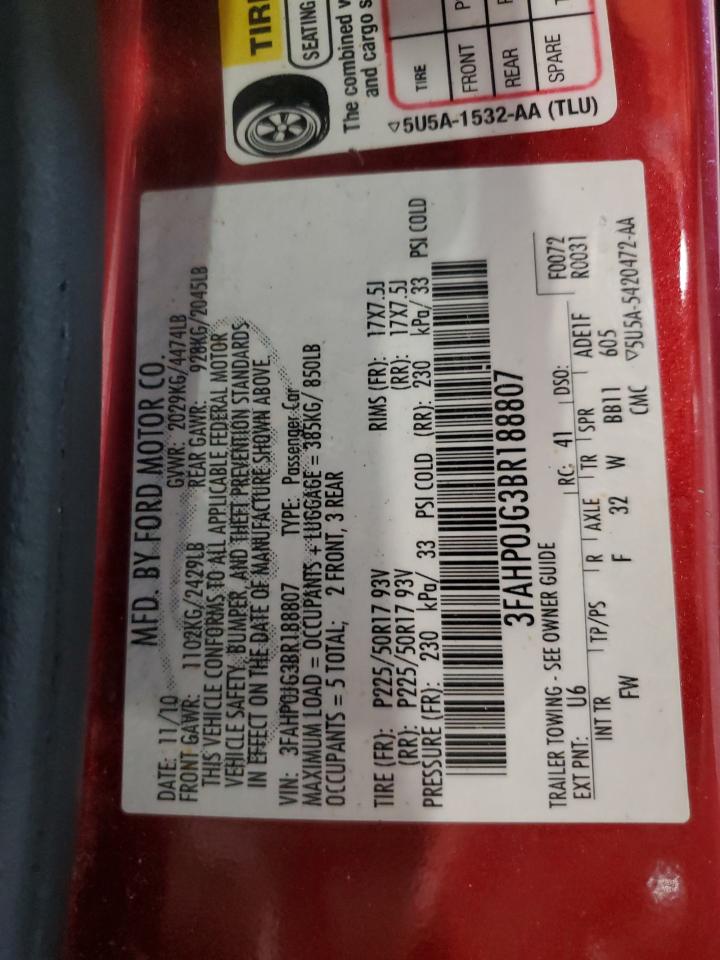 TIRE
SEATING
The combined
and cargo
TIRE
FRONT
REAR
SPARE
5U5A-1532-AA (TLU)
MFD. BY FORD MOTOR CO.
DATE: 11/10 GVWR: 2029KG/4474LB
FRONT GAWR: 1102KG/2429LB REAR GAWR: 928KG/2045LB
THIS VEHICLE CONFORMS TO ALL APPLICABLE FEDERAL MOTOR
VEHICLE SAFETY, BUMPER, AND THEFT PREVENTION STANDARDS
IN EFFECT ON THE DATE OF MANUFACTURE SHOWN ABOVE.
VIN: 3FAHP0JG3BR188807 TYPE: Passenger Car
MAXIMUM LOAD = OCCUPANTS + LUGGAGE = 385KG/ 850LB
OCCUPANTS = 5 TOTAL; 2 FRONT, 3 REAR
TIRE (FR): P225/50R17 93V RIMS (FR): 17X7.5J
(RR): P225/50R17 93V (RR): 17X7.5J
PRESSURE (FR): 230 kPa/ 33 PSI COLD (RR): 230 kPa/ 33 PSI COLD
3FAHP0JG3BR188807
TRAILER TOWING - SEE OWNER GUIDE F0072
EXT PNT: U6 RC: 41 DSO: R0031
INT TR TP/PS R AXLE TR SPR ADE1F
FW F 32 W BB11 605
CMC ▽5U5A-5420472-AA